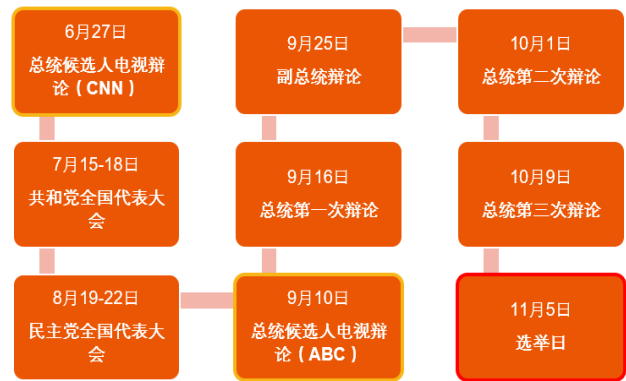 6月27日
总统候选人电视辩
论（CNN）
7月15-18日
共和党全国代表大
会
8月19-22日
民主党全国代表大
会
9月10日
总统候选人电视辩
论（ABC）
9月16日
总统第一次辩论
9月25日
副总统辩论
10月1日
总统第二次辩论
10月9日
总统第三次辩论
11月5日
选举日